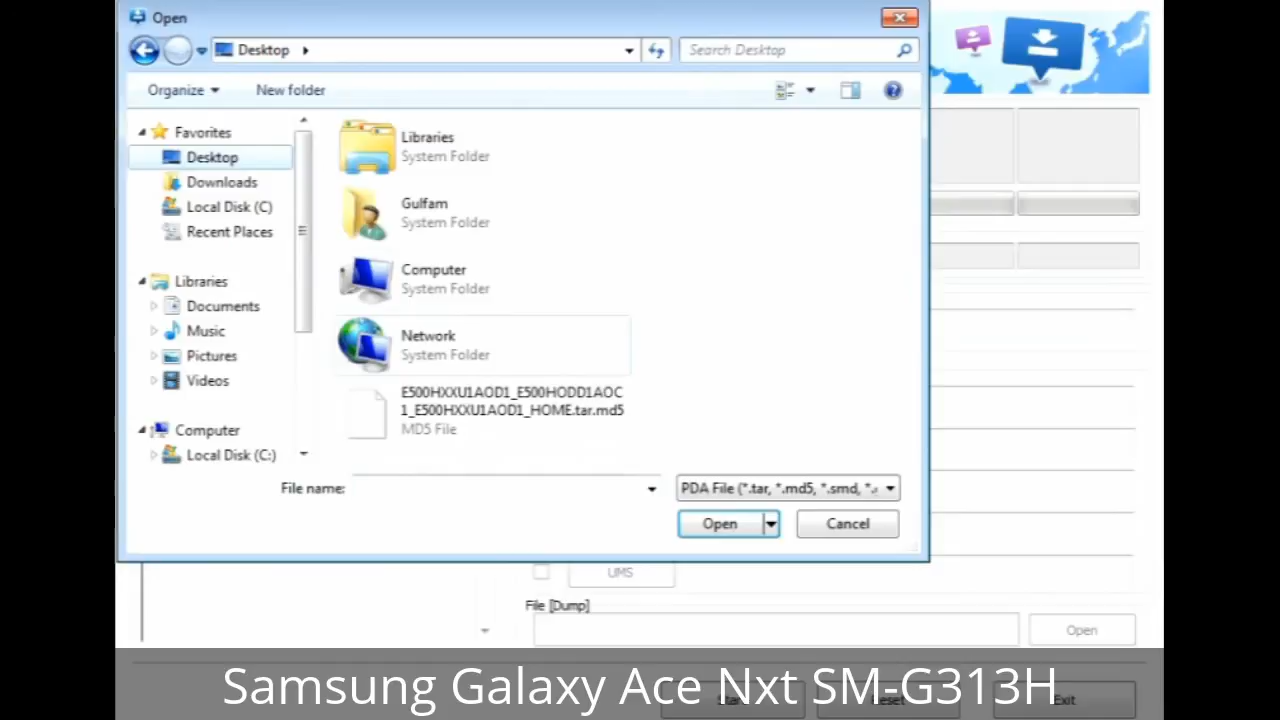 Open
Desktop
Search Desktop
Organize
New folder
Favorites
Desktop
Downloads
Local Disk (C)
Recent Places
Libraries
Documents
Music
Pictures
Videos
Computer
Local Disk (C:)
Libraries
System Folder
Gulfam
System Folder
Computer
System Folder
Network
System Folder
E500HXXU1AOD1_E500HODD1AOC
1_E500HXXU1AOD1_HOME.tar.md5
MD5 File
File name:
PDA File (*.tar, *.md5, *.smd, *.
Open
Cancel
UMS
File [Dump]
Open
Samsung Galaxy Ace Nxt SM-G313H
Start
Reset
Exit